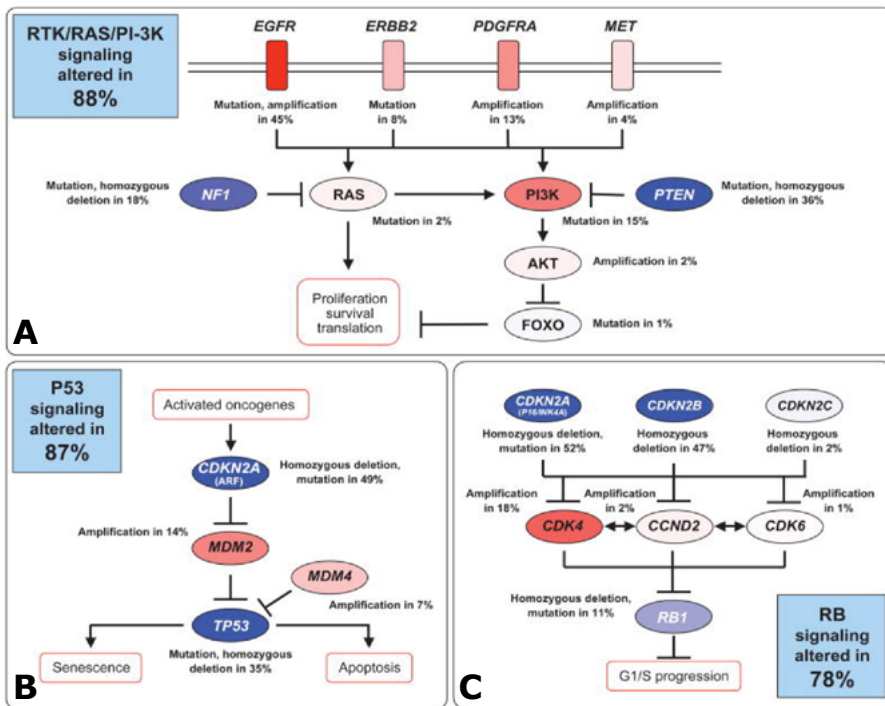 RTK/RAS/PI-3K
signaling
altered in
88%
EGFR
ERBB2
PDGFRA
MET
Mutation, amplification
in 45%
Mutation
in 8%
Amplification
in 13%
Amplification
in 4%
Mutation, homozygous
deletion in 18%
NF1
RAS
PI3K
PTEN
Mutation, homozygous
deletion in 36%
Mutation in 2%
Mutation in 15%
AKT
Amplification in 2%
Proliferation
survival
translation
FOXO
Mutation in 1%
A
P53
signaling
altered in
87%
Activated oncogenes
CDKN2A
(ARF)
Homozygous deletion,
mutation in 49%
Amplification in 14%
MDM2
MDM4
Amplification in 7%
TP53
Mutation, homozygous
deletion in 35%
Senescence
Apoptosis
B
CDKN2A
(P16/INK4A)
CDKN2B
CDKN2C
Homozygous deletion,
mutation in 52%
Homozygous
deletion in 47%
Homozygous
deletion in 2%
Amplification
in 18%
Amplification
in 2%
Amplification
in 1%
CDK4
CCND2
CDK6
Homozygous deletion,
mutation in 11%
RB1
G1/S progression
RB
signaling
altered in
78%
C